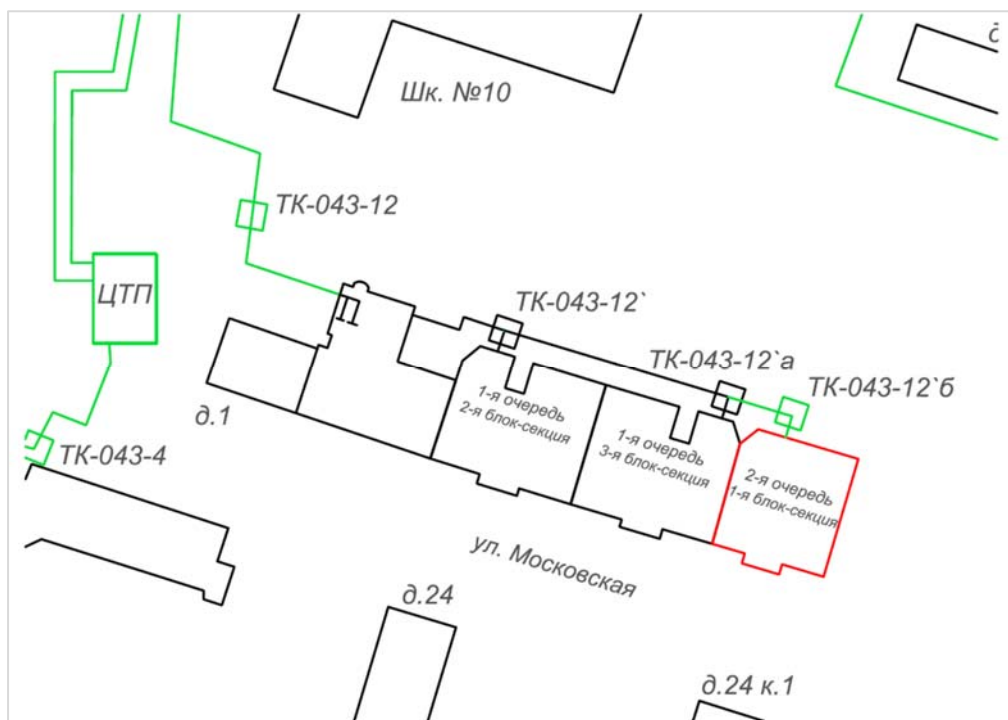 Шк. №10
ТК-043-12
ЦТП
ТК-043-12`
ТК-043-12`а
ТК-043-12`б
д.1
1-я очередь
2-я блок-секция
1-я очередь
3-я блок-секция
2-я очередь
1-я блок-секция
ТК-043-4
ул. Московская
д.24
д.24 к.1